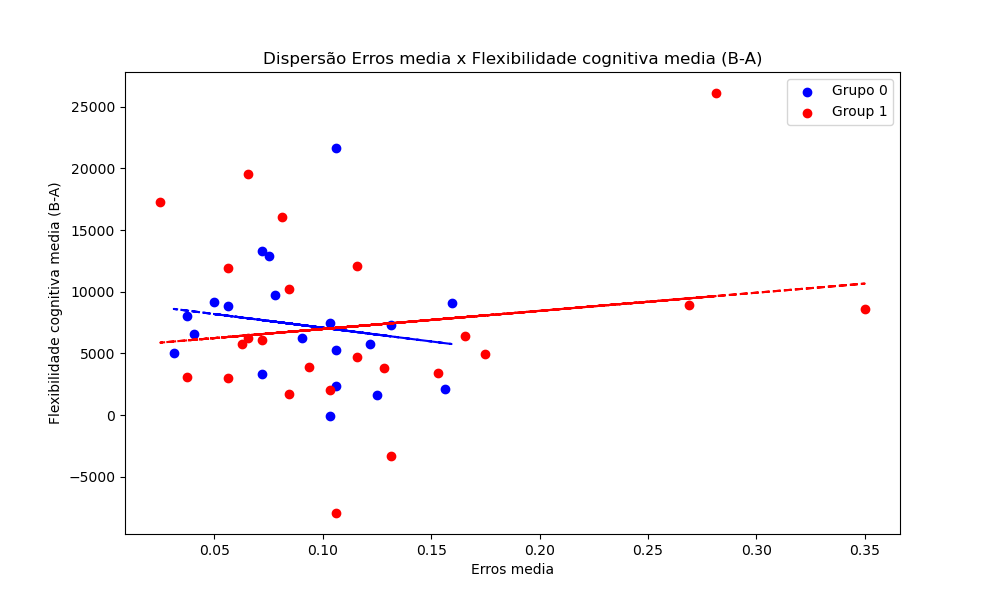 Dispersão Erros media x Flexibilidade cognitiva media (B-A)
Grupo 0
Group 1
Flexibilidade cognitiva media (B-A)
25000
20000
15000
10000
5000
0
−5000
0.05 0.10 0.15 0.20 0.25 0.30 0.35
Erros media